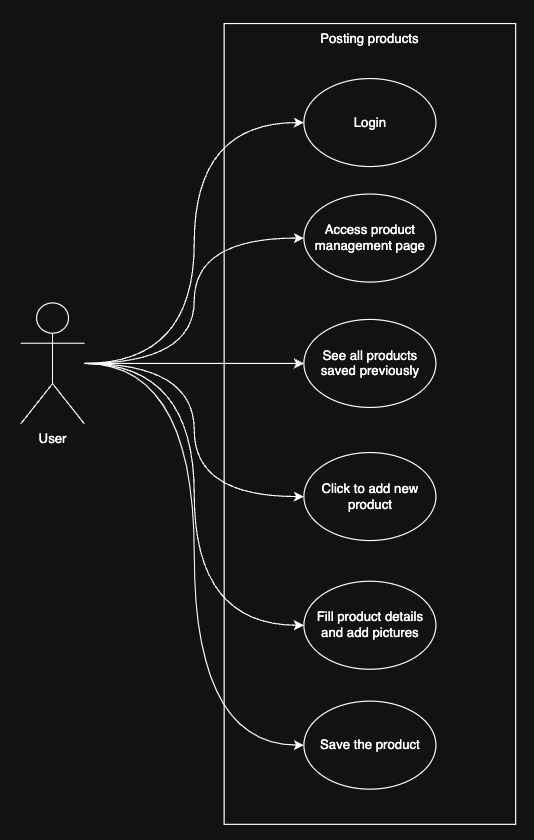 Posting products
Login
Access product
management page
See all products
saved previously
User
Click to add new
product
Fill product details
and add pictures
Save the product